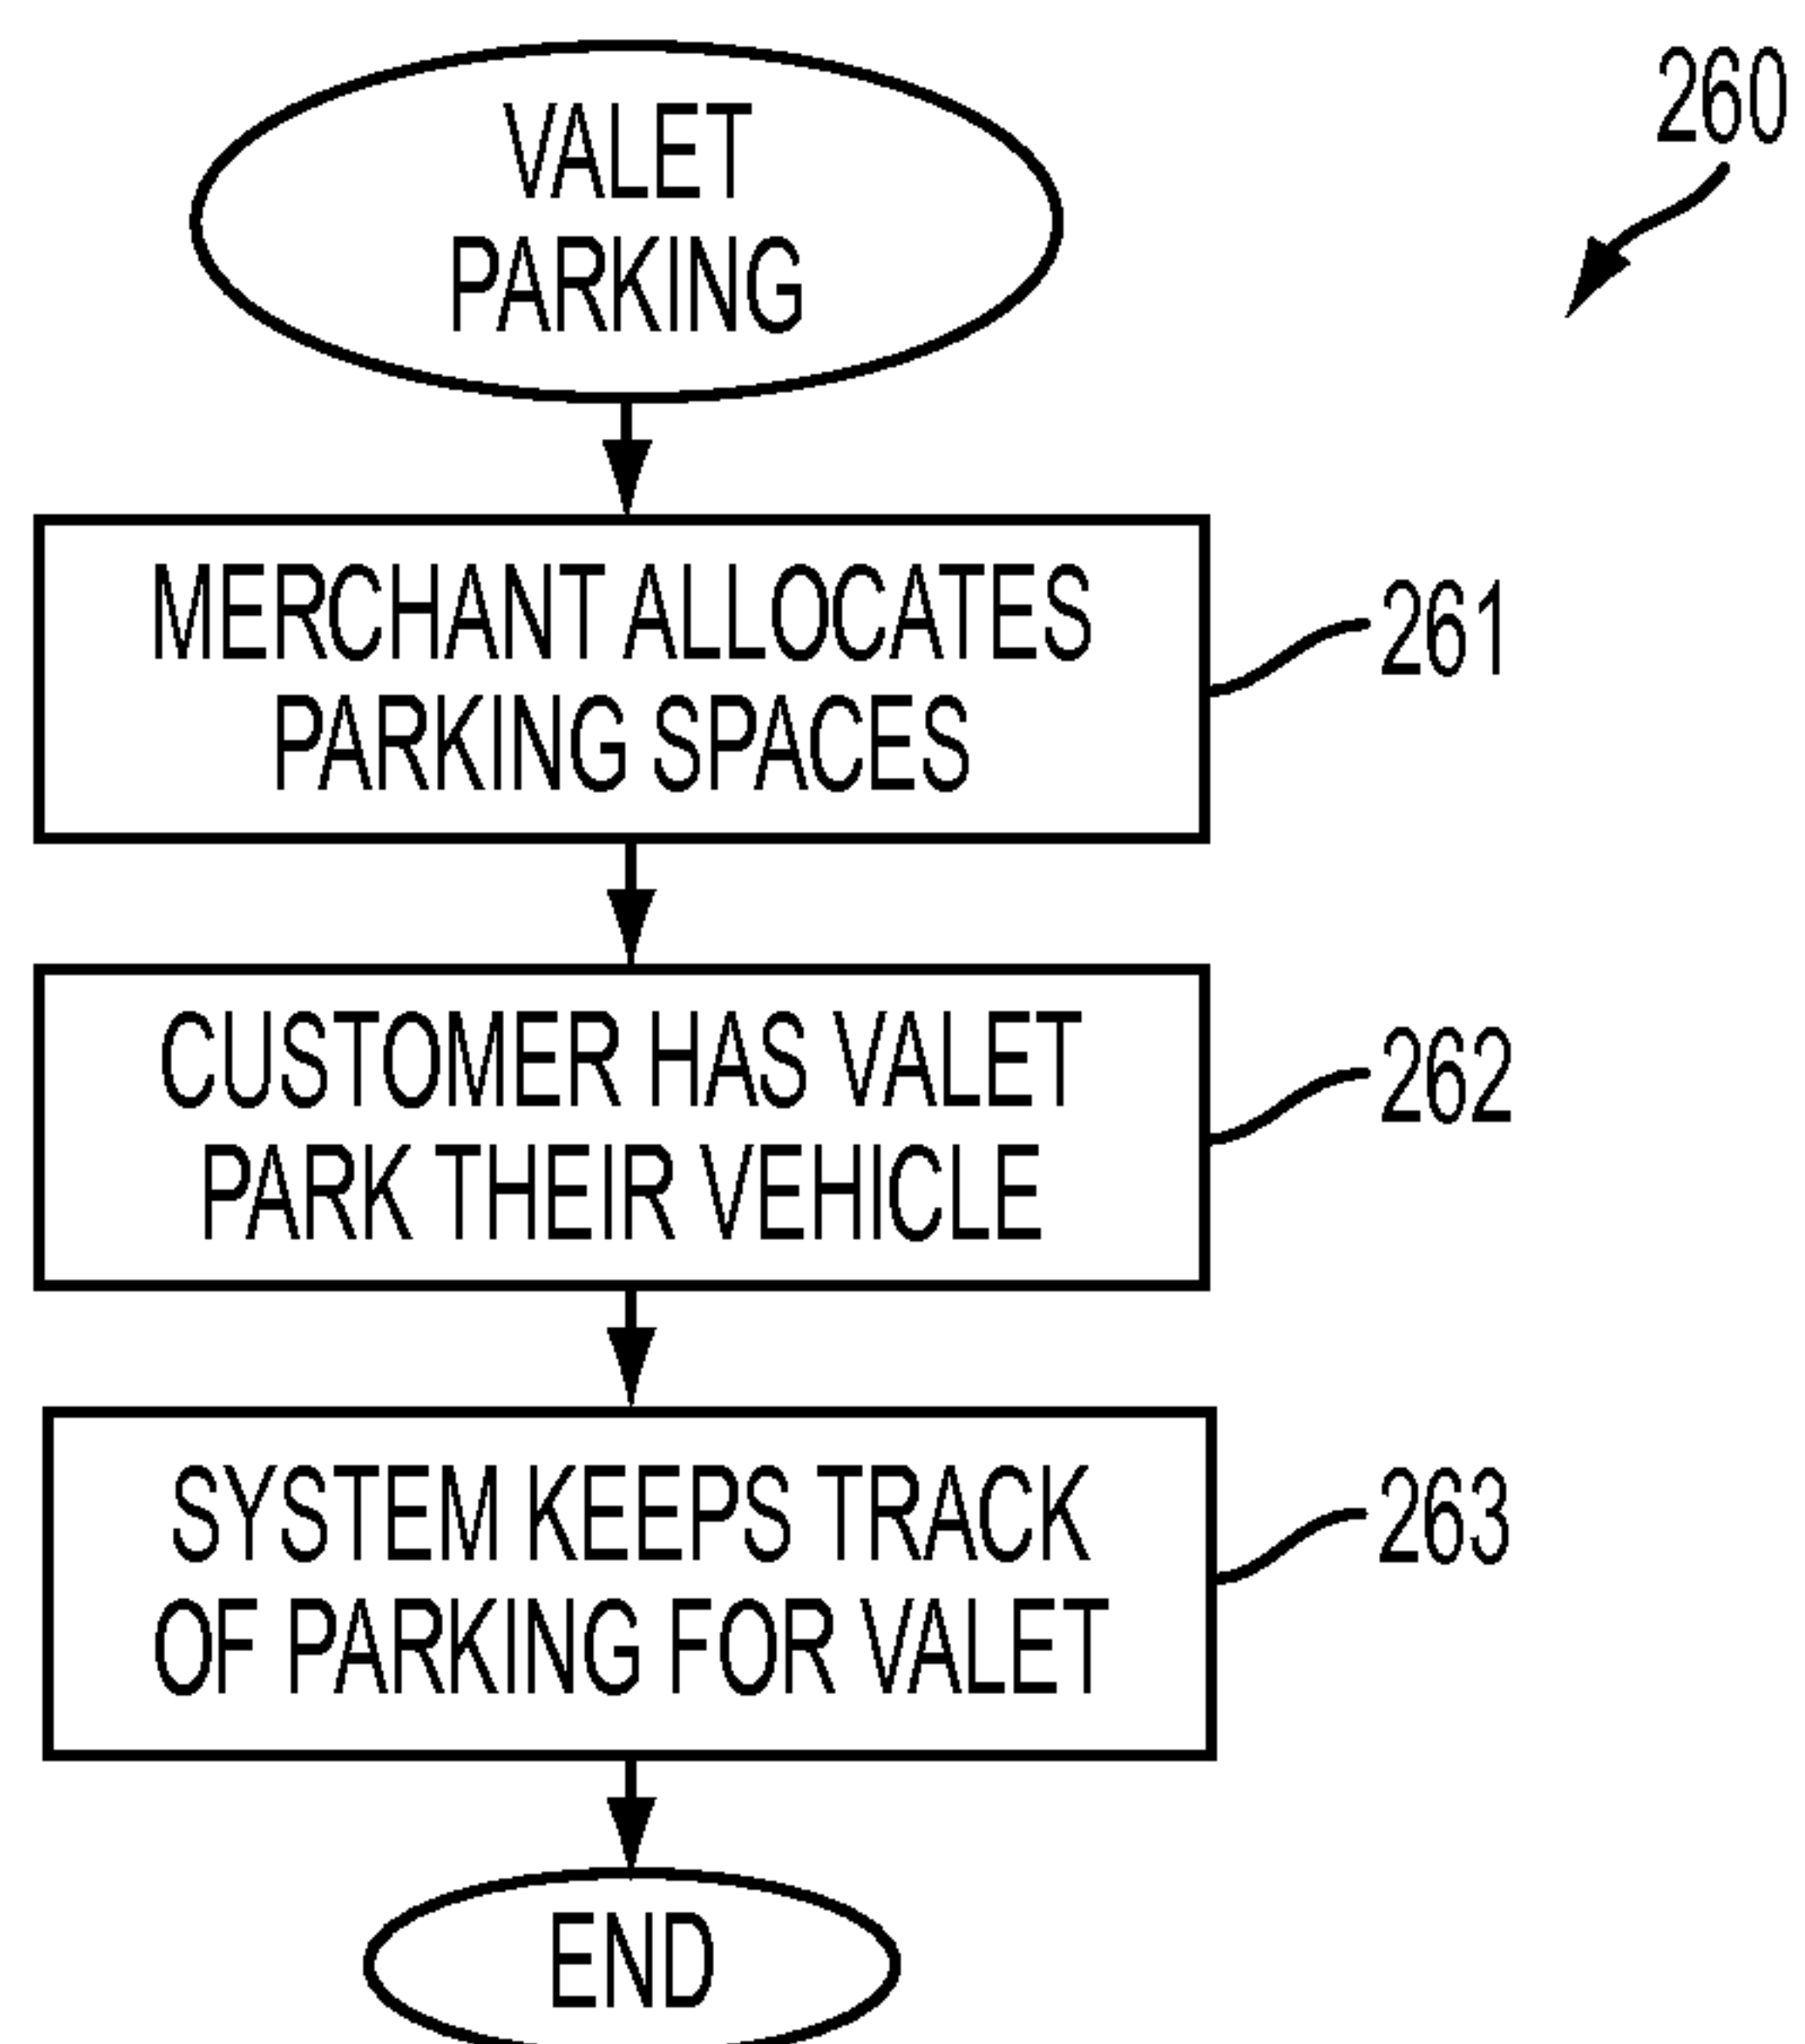 VALET
PARKING
260
MERCHANT ALLOCATES
PARKING SPACES
261
CUSTOMER HAS VALET
PARK THEIR VEHICLE
262
SYSTEM KEEPS TRACK
OF PARKING FOR VALET
263
END